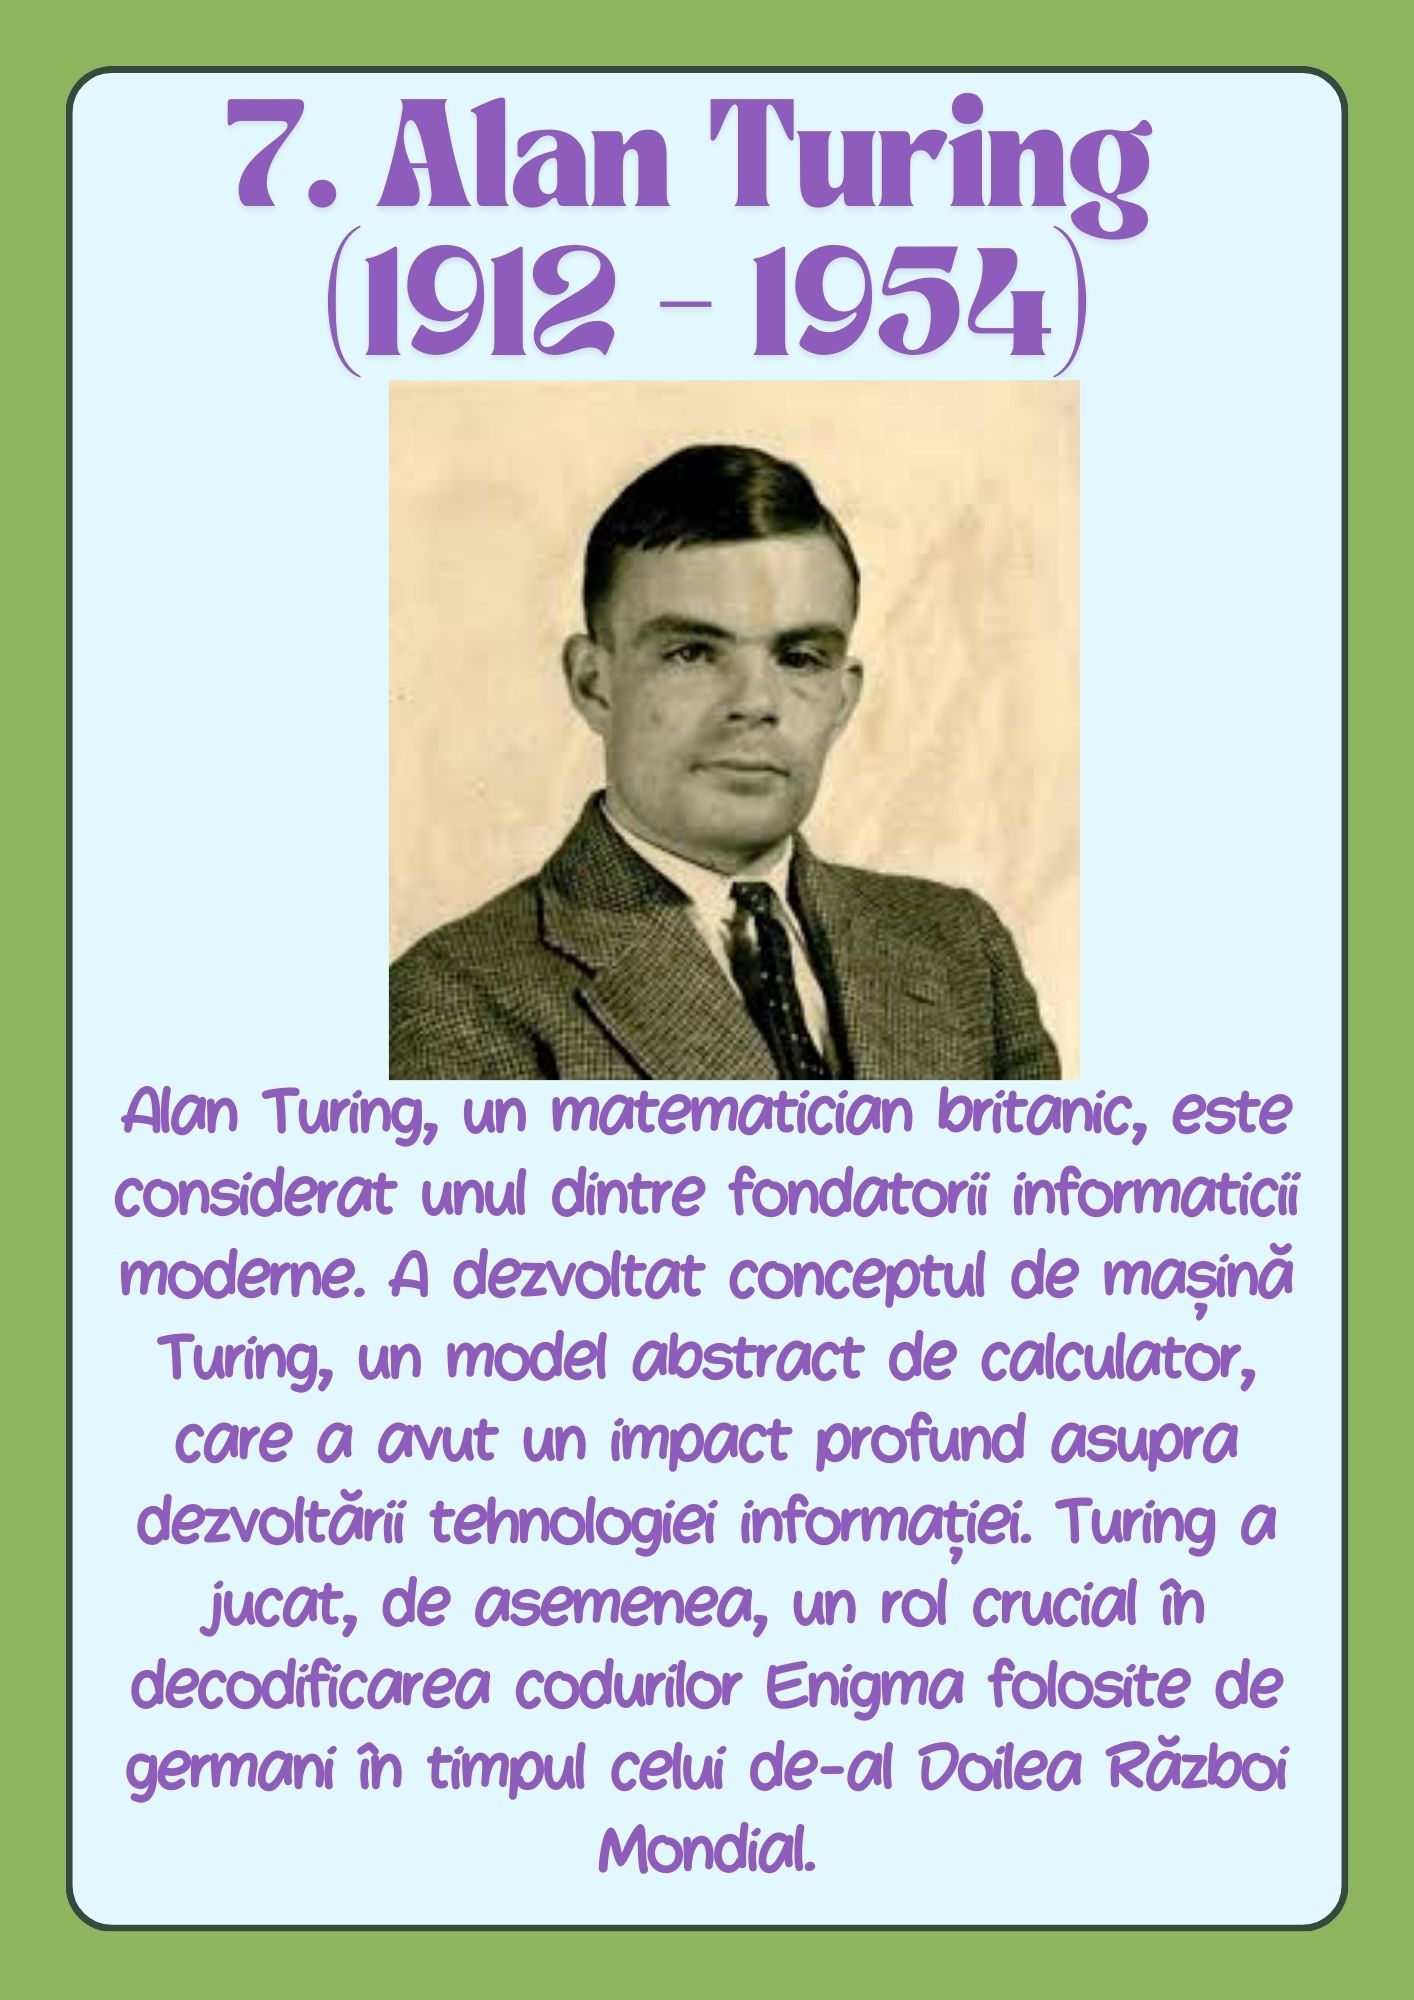 7. Alan Turing
(1912 - 1954)
Alan Turing, un matematician britanic, este
considerat unul dintre fondatorii informaticii
moderne. A dezvoltat conceptul de mașină
Turing, un model abstract de calculator,
care a avut un impact profund asupra
dezvoltării tehnologiei informației. Turing a
jucat, de asemenea, un rol crucial în
decodificarea codurilor Enigma folosite de
germani în timpul celui de-al Doilea Război
Mondial.